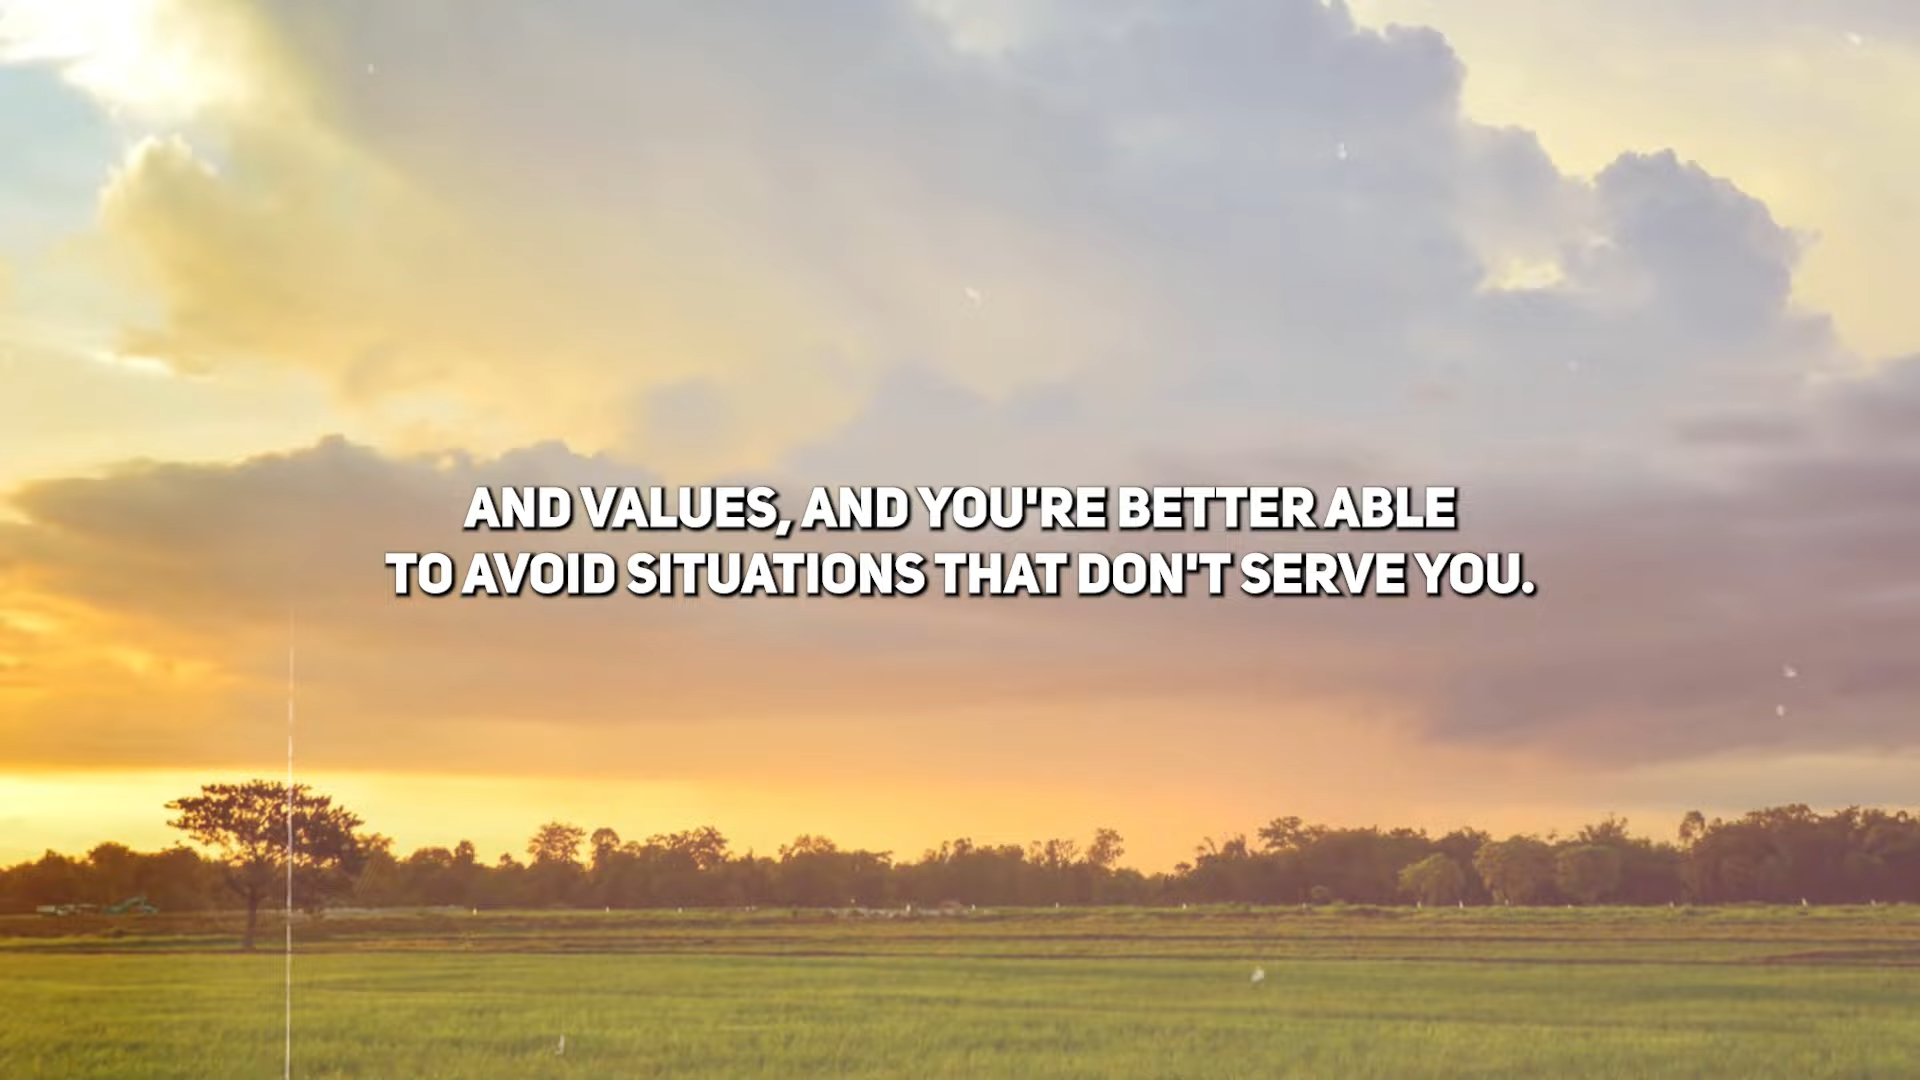 AND VALUES, AND YOU'RE BETTER ABLE
TO AVOID SITUATIONS THAT DON'T SERVE YOU.